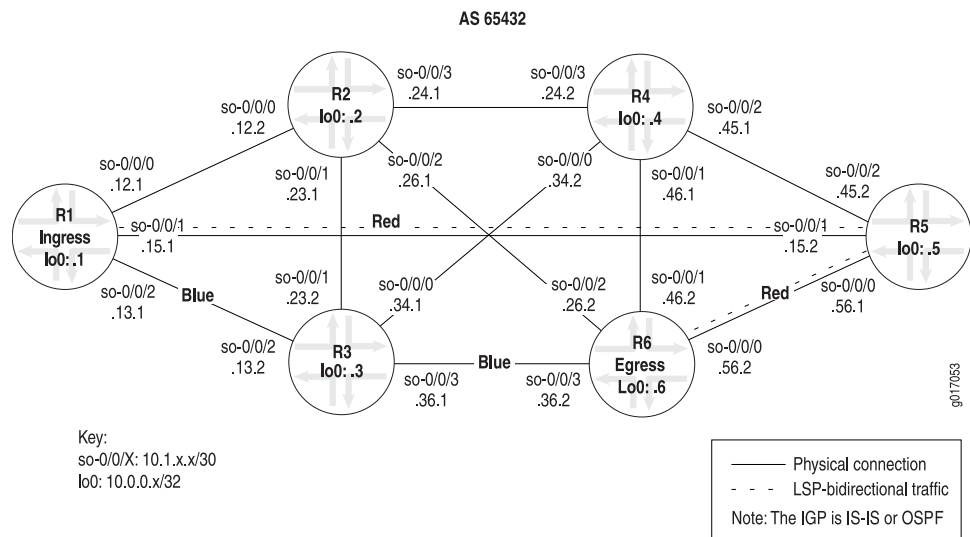 AS 65432
so-0/0/3
.24.1
so-0/0/3
.24.2
R2
lo0: .2
R4
lo0: .4
so-0/0/0
.12.2
so-0/0/2
.45.1
so-0/0/1
.23.1
so-0/0/2
.26.1
so-0/0/0
.34.2
so-0/0/1
.46.1
so-0/0/0
.12.1
so-0/0/2
.45.2
R1
Ingress
lo0: .1
so-0/0/1
.15.1
Red
so-0/0/1
.15.2
R5
lo0: .5
so-0/0/2
.13.1
Blue
so-0/0/1
.23.2
so-0/0/0
.34.1
so-0/0/2
.26.2
so-0/0/1
.46.2
Red
so-0/0/0
.56.1
so-0/0/2
.13.2
R3
lo0: .3
Blue
R6
Egress
Lo0: .6
so-0/0/0
.56.2
so-0/0/3
.36.1
so-0/0/3
.36.2
g017053
Key:
so-0/0/X: 10.1.x.x/30
lo0: 10.0.0.x/32
Physical connection
LSP-bidirectional traffic
Note: The IGP is IS-IS or OSPF